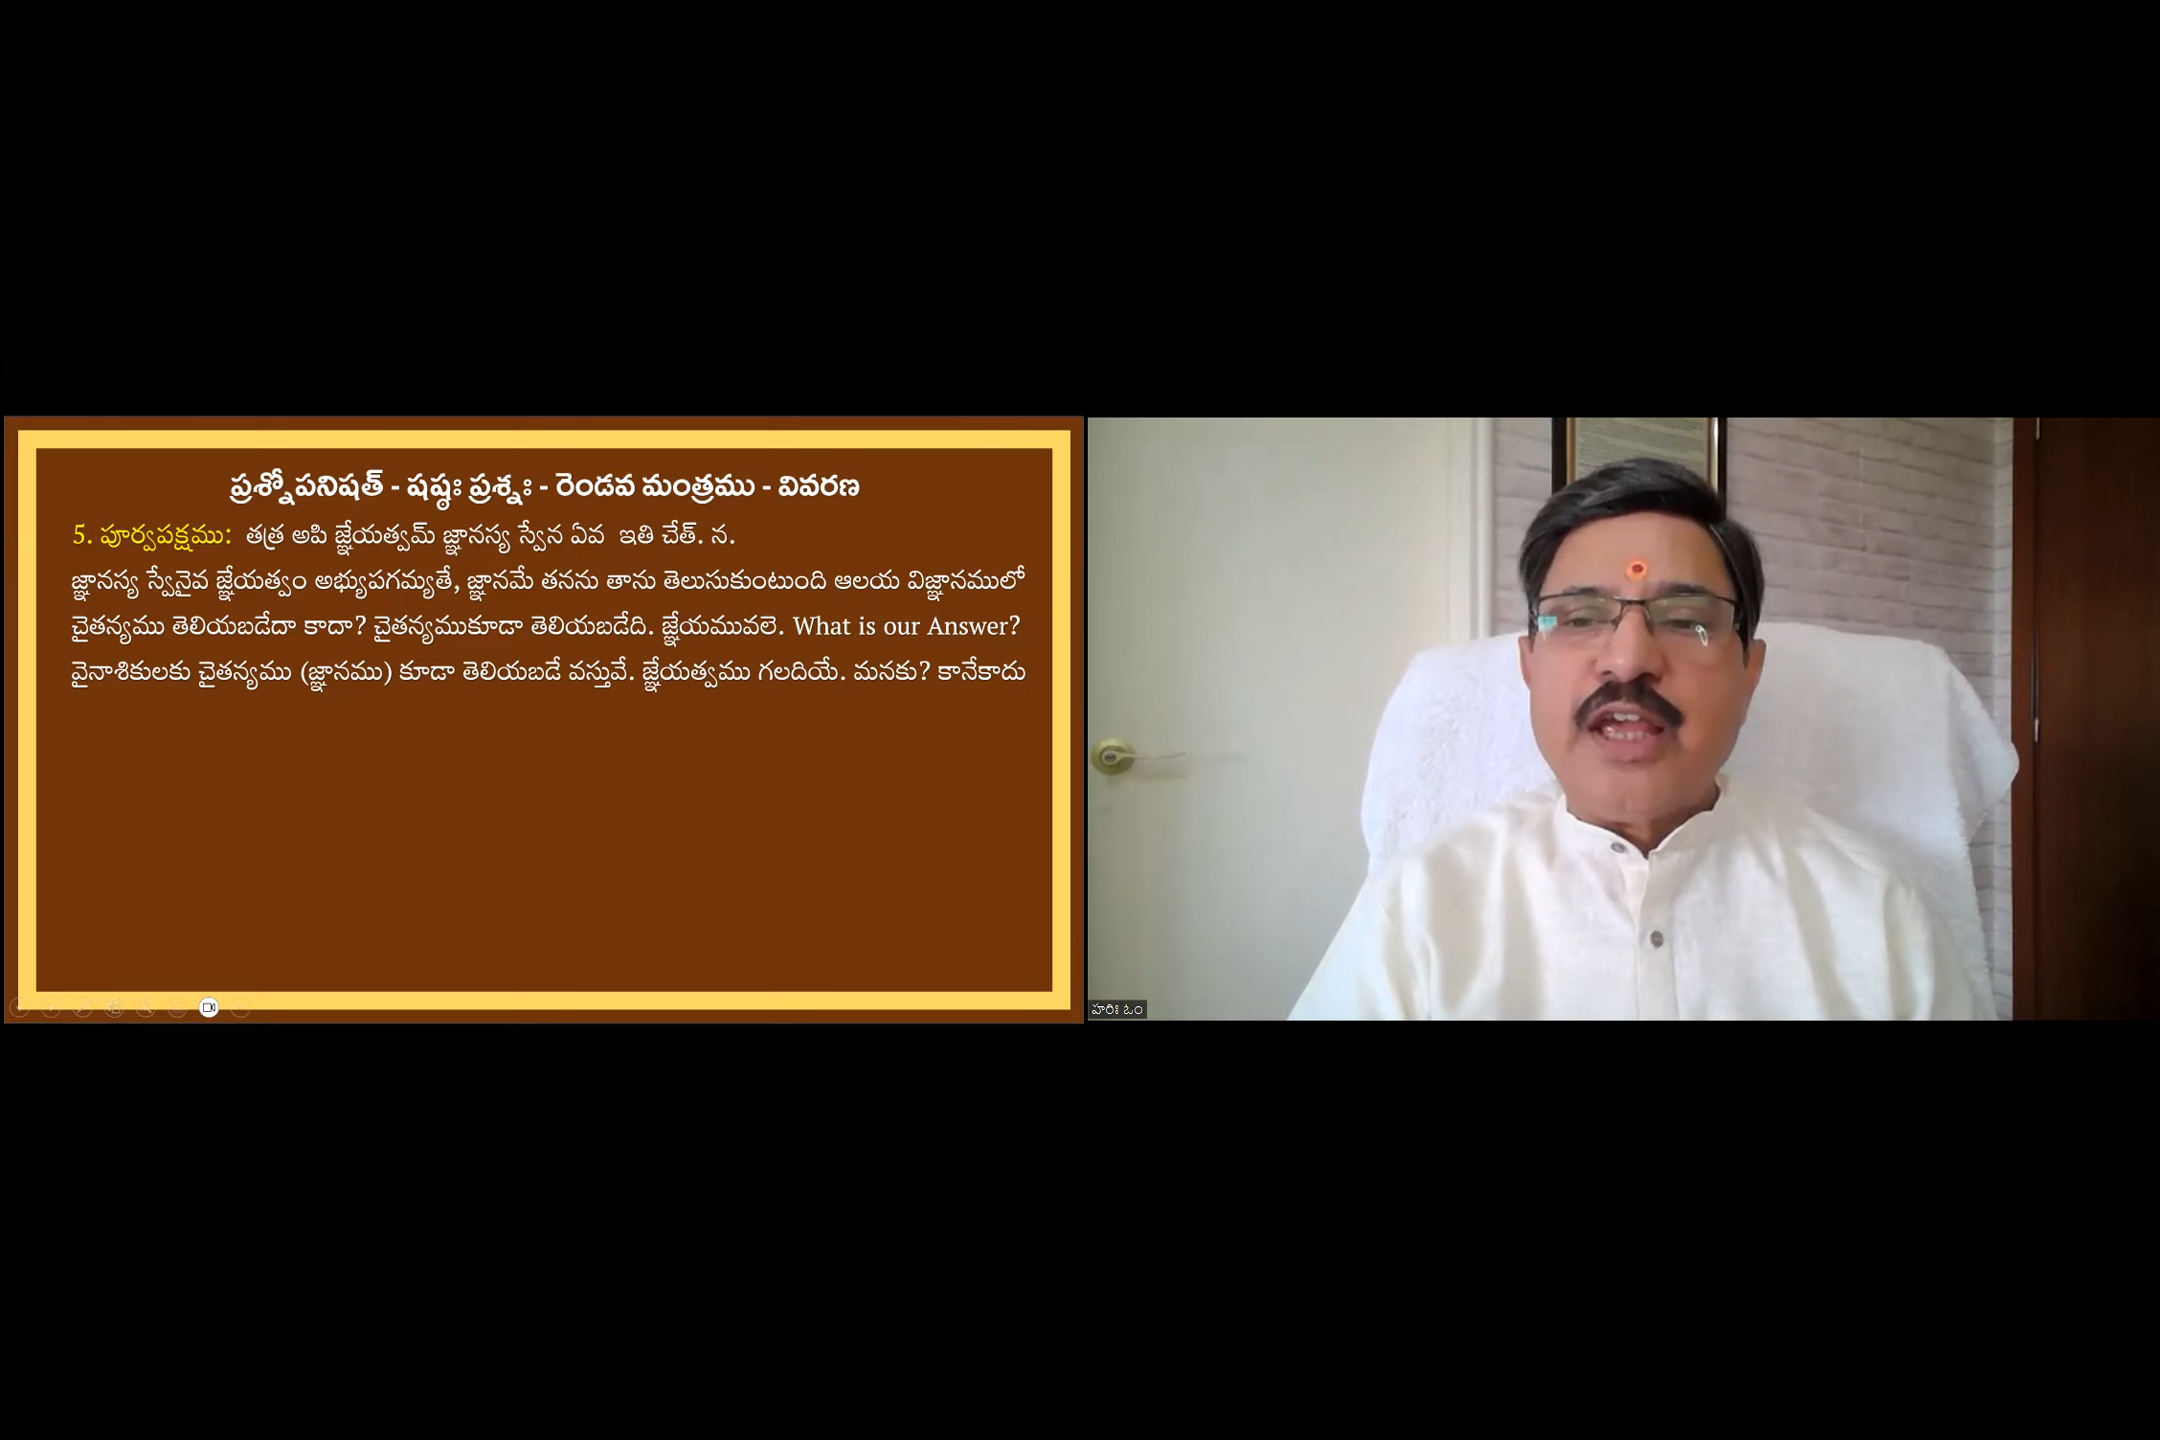 ప్రశ్నోపనిషత్ - షష్ఠః ప్రశ్నః - రెండవ మంత్రము - వివరణ
5. పూర్వపక్షము: తత్ర అపి జ్ఞేయత్వమ్ జ్ఞానస్య స్వేన ఏవ ఇతి చేత్. న.
జ్ఞానస్య స్వేనైవ జ్ఞేయత్వం అభ్యుపగమ్యతే, జ్ఞానమే తనను తాను తెలుసుకుంటుంది ఆలయ విజ్ఞానములో
చైతన్యము తెలియబడేదా కాదా? చైతన్యముకూడా తెలియబడేది. జ్ఞేయమువలె. What is our Answer?
వైనాశికులకు చైతన్యము (జ్ఞానము) కూడా తెలియబడే వస్తువే. జ్ఞేయత్వము గలదియే. మనకు? కానేకాదు
హరిః ఓం